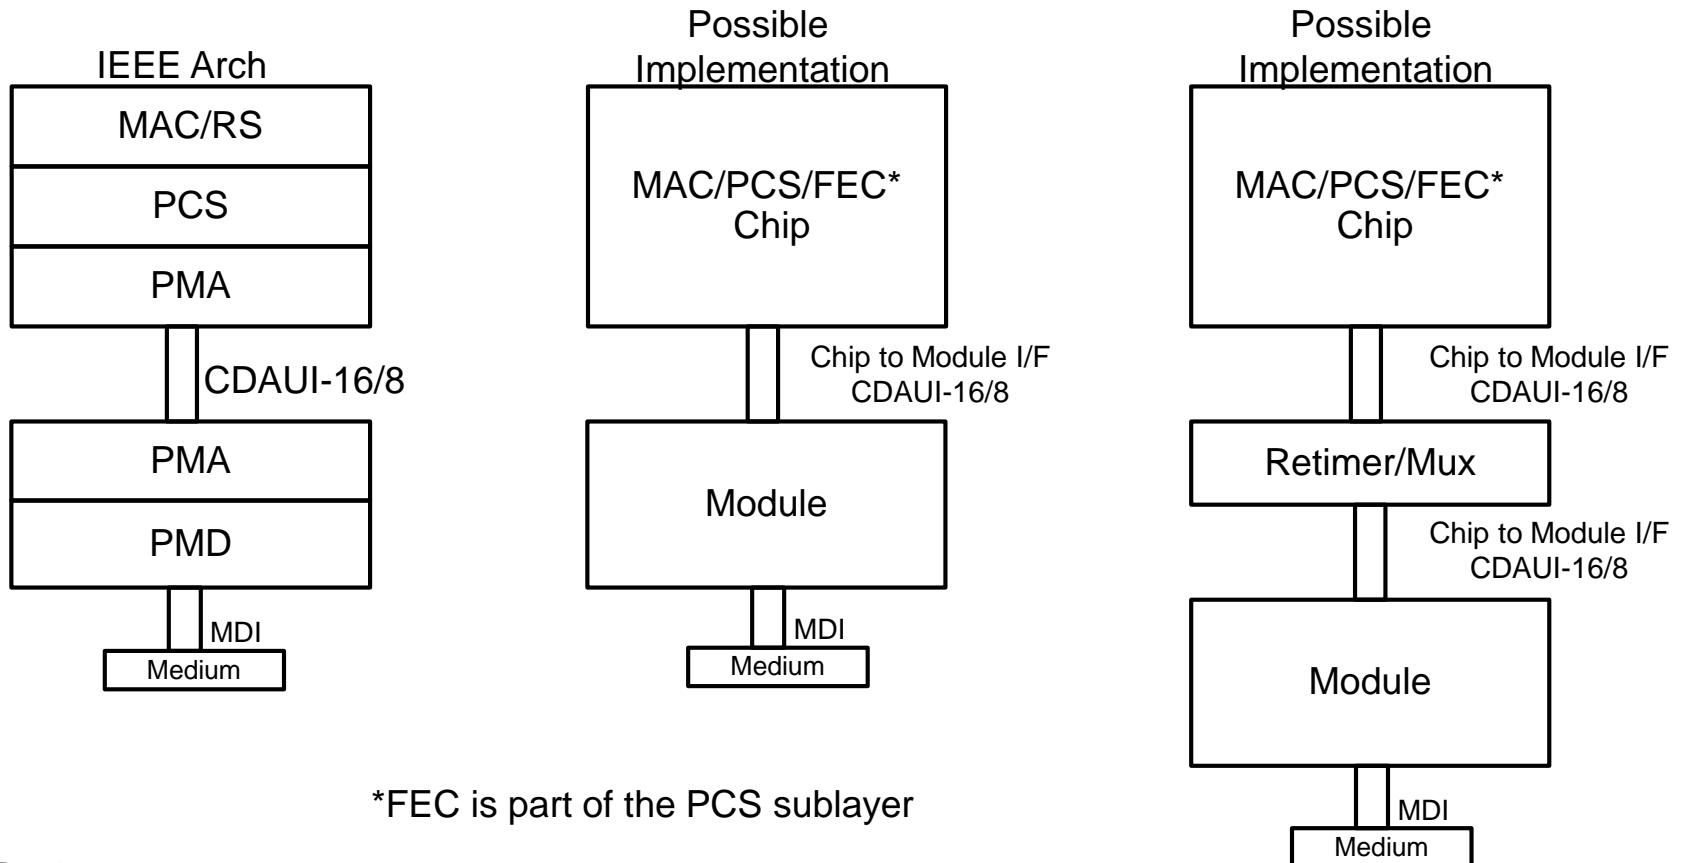 IEEE Arch
MAC/RS
PCS
PMA
CDAUI-16/8
PMA
PMD
MDI
Medium
Possible
Implementation
MAC/PCS/FEC*
Chip
Chip to Module I/F
CDAUI-16/8
Module
MDI
Medium
Possible
Implementation
MAC/PCS/FEC*
Chip
Chip to Module I/F
CDAUI-16/8
Retimer/Mux
Chip to Module I/F
CDAUI-16/8
Module
MDI
Medium
*FEC is part of the PCS sublayer